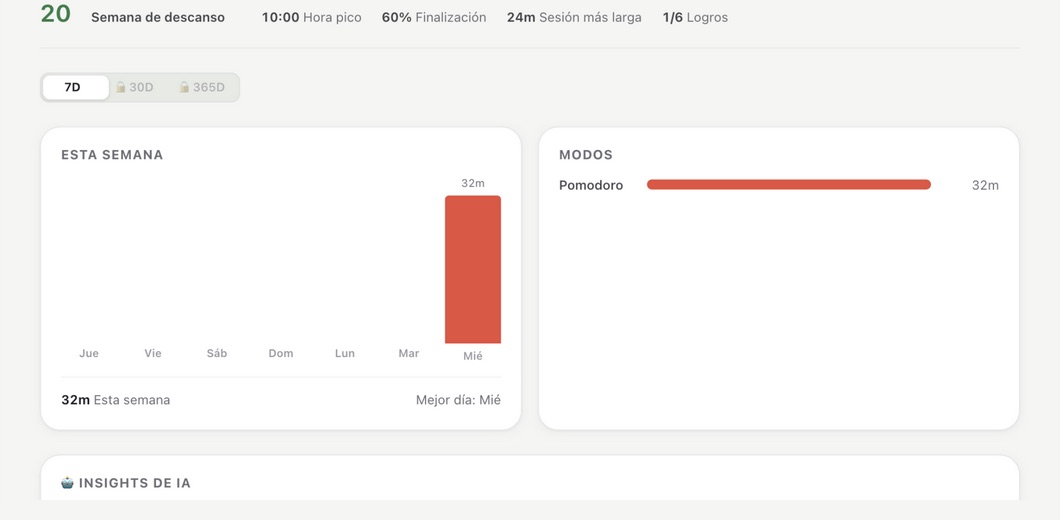 20 Semana de descanso 10:00 Hora pico 60% Finalización 24m Sesión más larga 1/6 Logros
7D 30D 365D
ESTA SEMANA
32m
Jue Vie Sáb Dom Lun Mar Mié
32m Esta semana Mejor día: Mié
MODOS
Pomodoro 32m
INSIGHTS DE IA